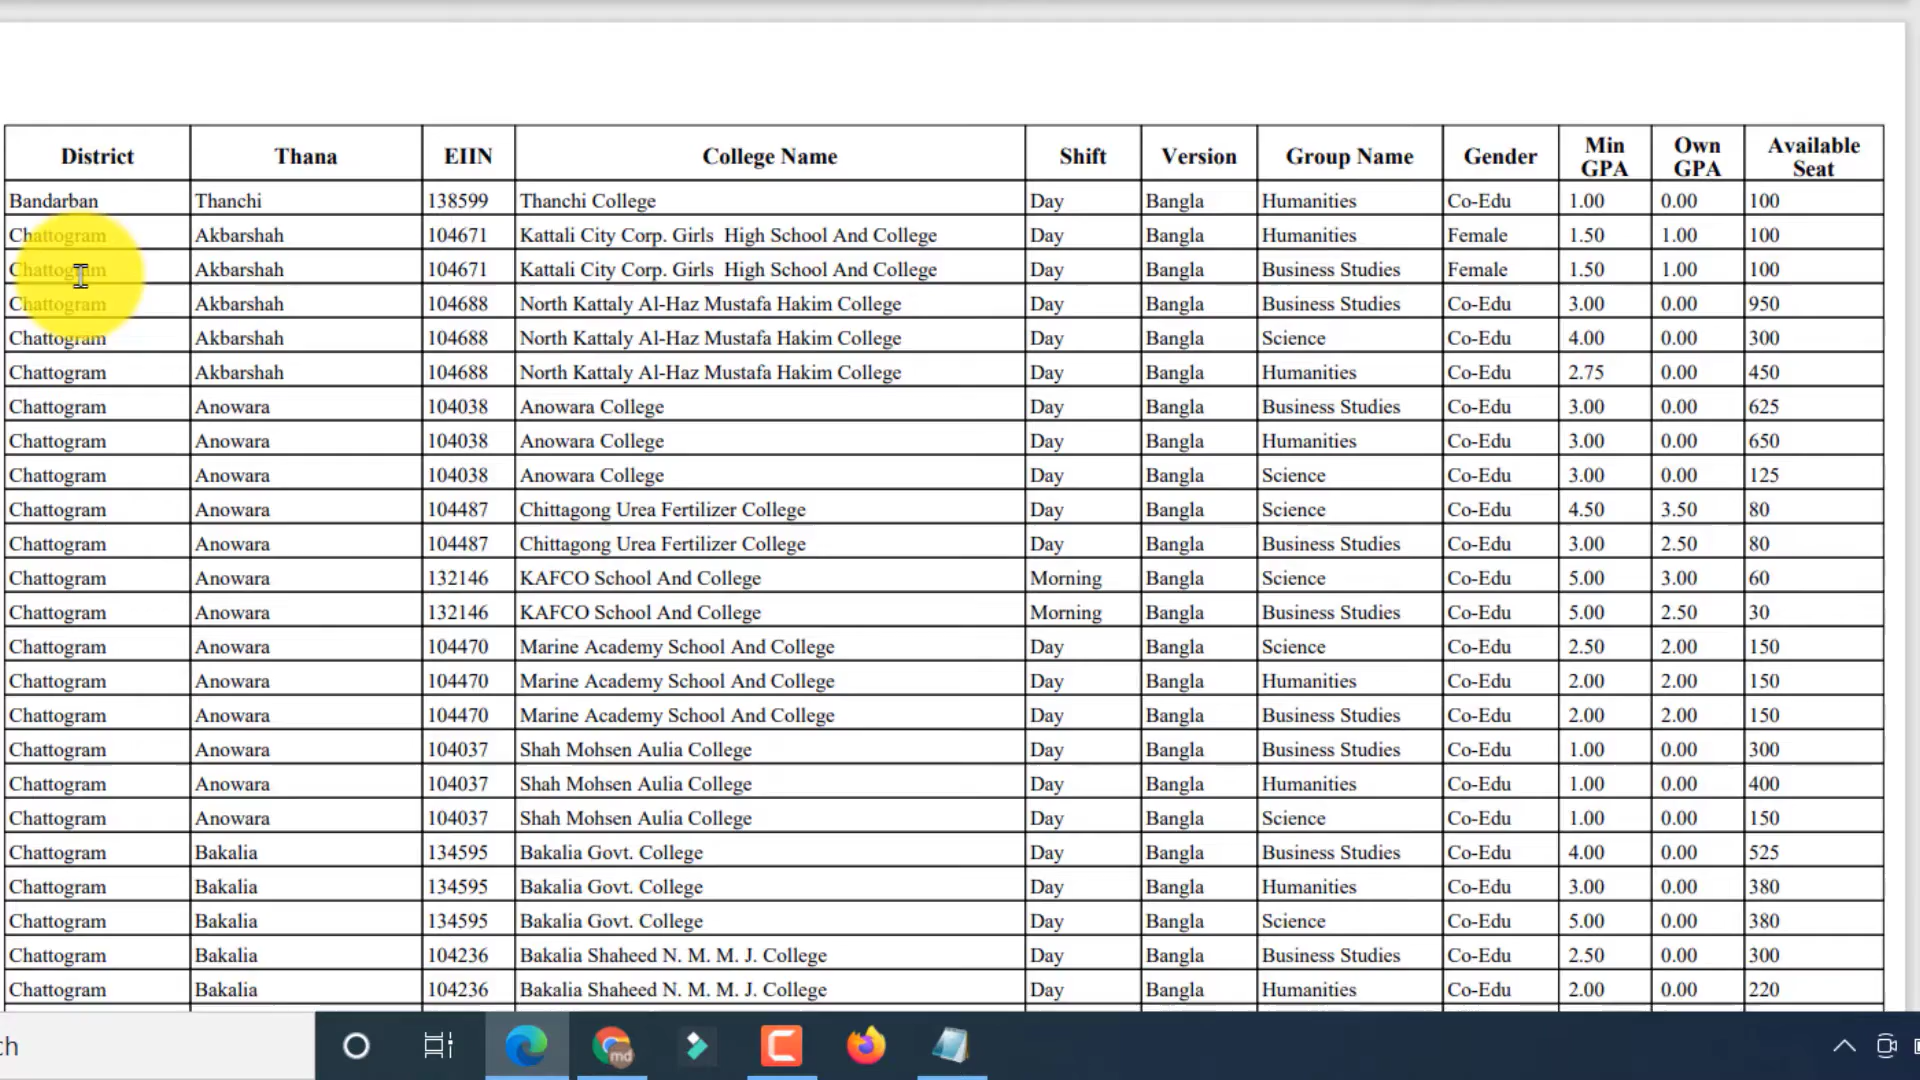 District Thana EIIN College Name Shift Version Group Name Gender Min GPA Own GPA Available Seat
Bandarban Thanchi 138599 Thanchi College Day Bangla Humanities Co-Edu 1.00 0.00 100
Chattogram Akbarshah 104671 Kattali City Corp. Girls High School And College Day Bangla Humanities Female 1.50 1.00 100
Chattogram Akbarshah 104671 Kattali City Corp. Girls High School And College Day Bangla Business Studies Female 1.50 1.00 100
Chattogram Akbarshah 104688 North Kattaly Al-Haz Mustafa Hakim College Day Bangla Business Studies Co-Edu 3.00 0.00 950
Chattogram Akbarshah 104688 North Kattaly Al-Haz Mustafa Hakim College Day Bangla Science Co-Edu 4.00 0.00 300
Chattogram Akbarshah 104688 North Kattaly Al-Haz Mustafa Hakim College Day Bangla Humanities Co-Edu 2.75 0.00 450
Chattogram Anowara 104038 Anowara College Day Bangla Business Studies Co-Edu 3.00 0.00 625
Chattogram Anowara 104038 Anowara College Day Bangla Humanities Co-Edu 3.00 0.00 650
Chattogram Anowara 104038 Anowara College Day Bangla Science Co-Edu 3.00 0.00 125
Chattogram Anowara 104487 Chittagong Urea Fertilizer College Day Bangla Science Co-Edu 4.50 3.50 80
Chattogram Anowara 104487 Chittagong Urea Fertilizer College Day Bangla Business Studies Co-Edu 3.00 2.50 80
Chattogram Anowara 132146 KAFCO School And College Morning Bangla Science Co-Edu 5.00 3.00 60
Chattogram Anowara 132146 KAFCO School And College Morning Bangla Business Studies Co-Edu 5.00 2.50 30
Chattogram Anowara 104470 Marine Academy School And College Day Bangla Science Co-Edu 2.50 2.00 150
Chattogram Anowara 104470 Marine Academy School And College Day Bangla Humanities Co-Edu 2.00 2.00 150
Chattogram Anowara 104470 Marine Academy School And College Day Bangla Business Studies Co-Edu 2.00 2.00 150
Chattogram Anowara 104037 Shah Mohsen Aulia College Day Bangla Business Studies Co-Edu 1.00 0.00 300
Chattogram Anowara 104037 Shah Mohsen Aulia College Day Bangla Humanities Co-Edu 1.00 0.00 400
Chattogram Anowara 104037 Shah Mohsen Aulia College Day Bangla Science Co-Edu 1.00 0.00 150
Chattogram Bakalia 134595 Bakalia Govt. College Day Bangla Business Studies Co-Edu 4.00 0.00 525
Chattogram Bakalia 134595 Bakalia Govt. College Day Bangla Humanities Co-Edu 3.00 0.00 380
Chattogram Bakalia 134595 Bakalia Govt. College Day Bangla Science Co-Edu 5.00 0.00 380
Chattogram Bakalia 104236 Bakalia Shaheed N. M. M. J. College Day Bangla Business Studies Co-Edu 2.50 0.00 300
Chattogram Bakalia 104236 Bakalia Shaheed N. M. M. J. College Day Bangla Humanities Co-Edu 2.00 0.00 220
ch
md